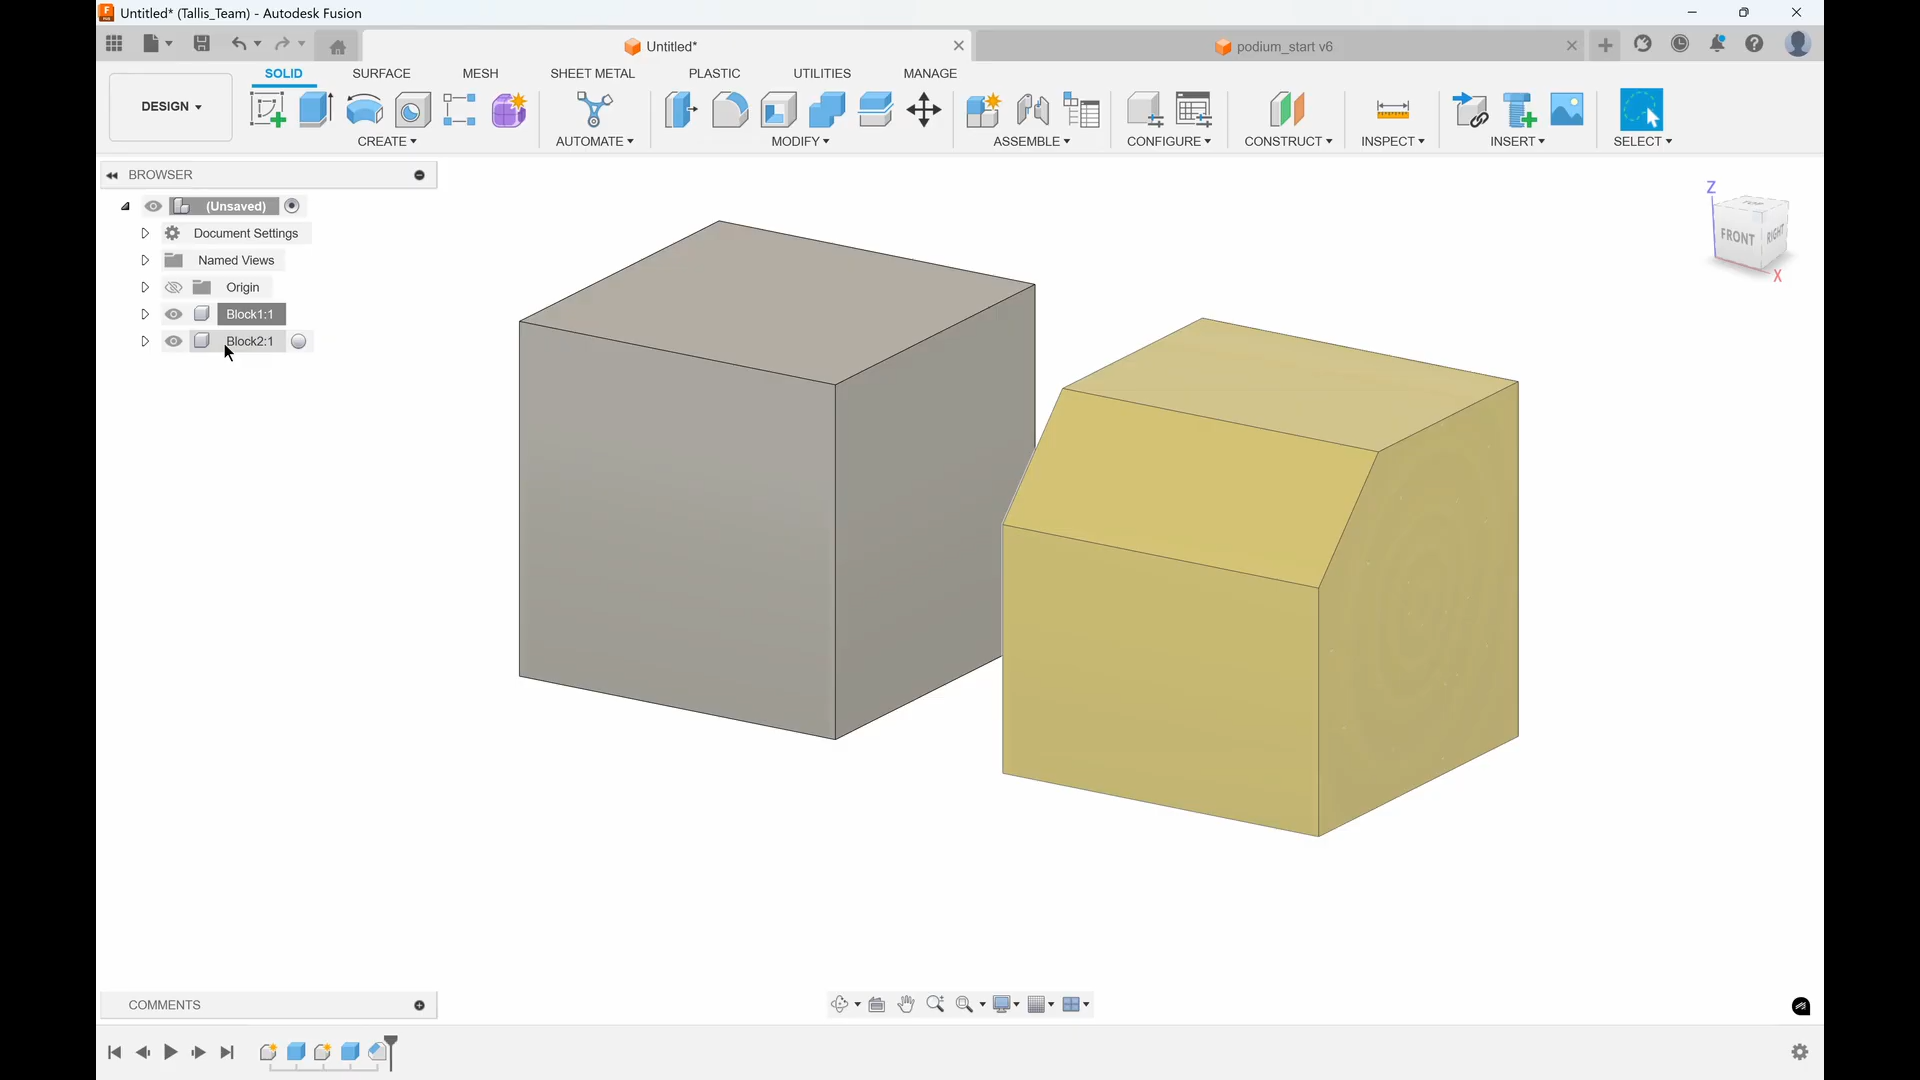 Untitled* (Tallis_Team) - Autodesk Fusion
Untitled*
podium_start v6
SOLID
SURFACE
MESH
SHEET METAL
PLASTIC
UTILITIES
MANAGE
DESIGN
CREATE
AUTOMATE
MODIFY
ASSEMBLE
CONFIGURE
CONSTRUCT
INSPECT
INSERT
SELECT
BROWSER
(Unsaved)
Document Settings
Named Views
Origin
Block1:1
Block2:1
Z
TOP
FRONT
RIGHT
X
COMMENTS